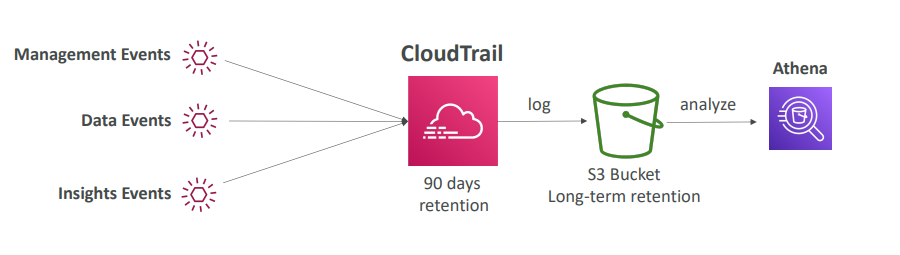 Management Events
Data Events
Insights Events
CloudTrail
90 days
retention
log
S3 Bucket
Long-term retention
analyze
Athena